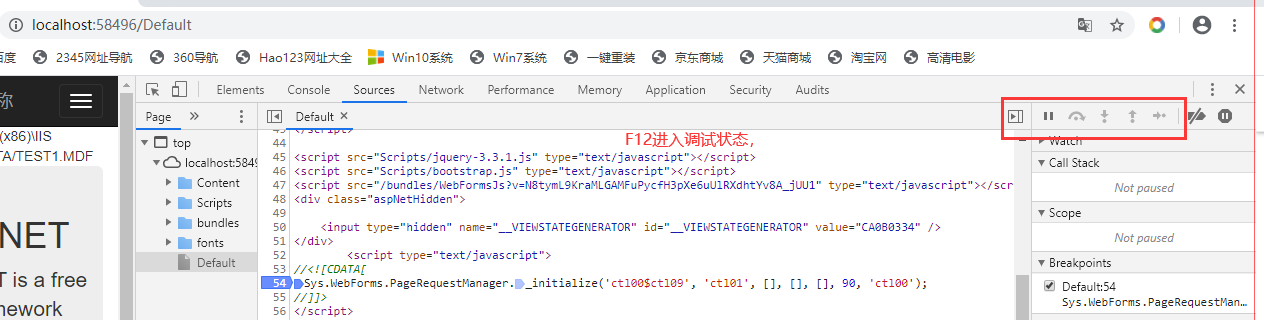 localhost:58496/Default
百度 2345网址导航 360导航 Hao123网址大全 Win10系统 Win7系统 一键重装 京东商城 天猫商城 淘宝网 高清电影
Elements Console Sources Network Performance Memory Application Security Audits
称
Page Default
(x86)\IIS
TA/TEST1.MDF
top
localhost:5849
Content
Scripts
bundles
fonts
Default
NET
T is a free
mework
43 </script>
F12进入调试状态,
44
45 <script src="Scripts/jquery-3.3.1.js" type="text/javascript"></script>
46 <script src="Scripts/bootstrap.js" type="text/javascript"></script>
47 <script src="/bundles/WebFormsJs?v=N8tymL9KraMLGAMFuPycfH3pXe6uUlRXdhtYv8A_jUU1" type="text/javascript"></scr
48 <div class="aspNetHidden">
49
50 <input type="hidden" name="__VIEWSTATEGENERATOR" id="__VIEWSTATEGENERATOR" value="CA0B0334" />
51 </div>
52 <script type="text/javascript">
53 //<![CDATA[
54 Sys.WebForms.PageRequestManager._initialize('ctl00$ctl09', 'ctl01', [], [], [], 90, 'ctl00');
55 //]]>
56 </script>
Watch
Call Stack
Not paused
Scope
Not paused
Breakpoints
Default:54
Sys.WebForms.PageRequestMan…